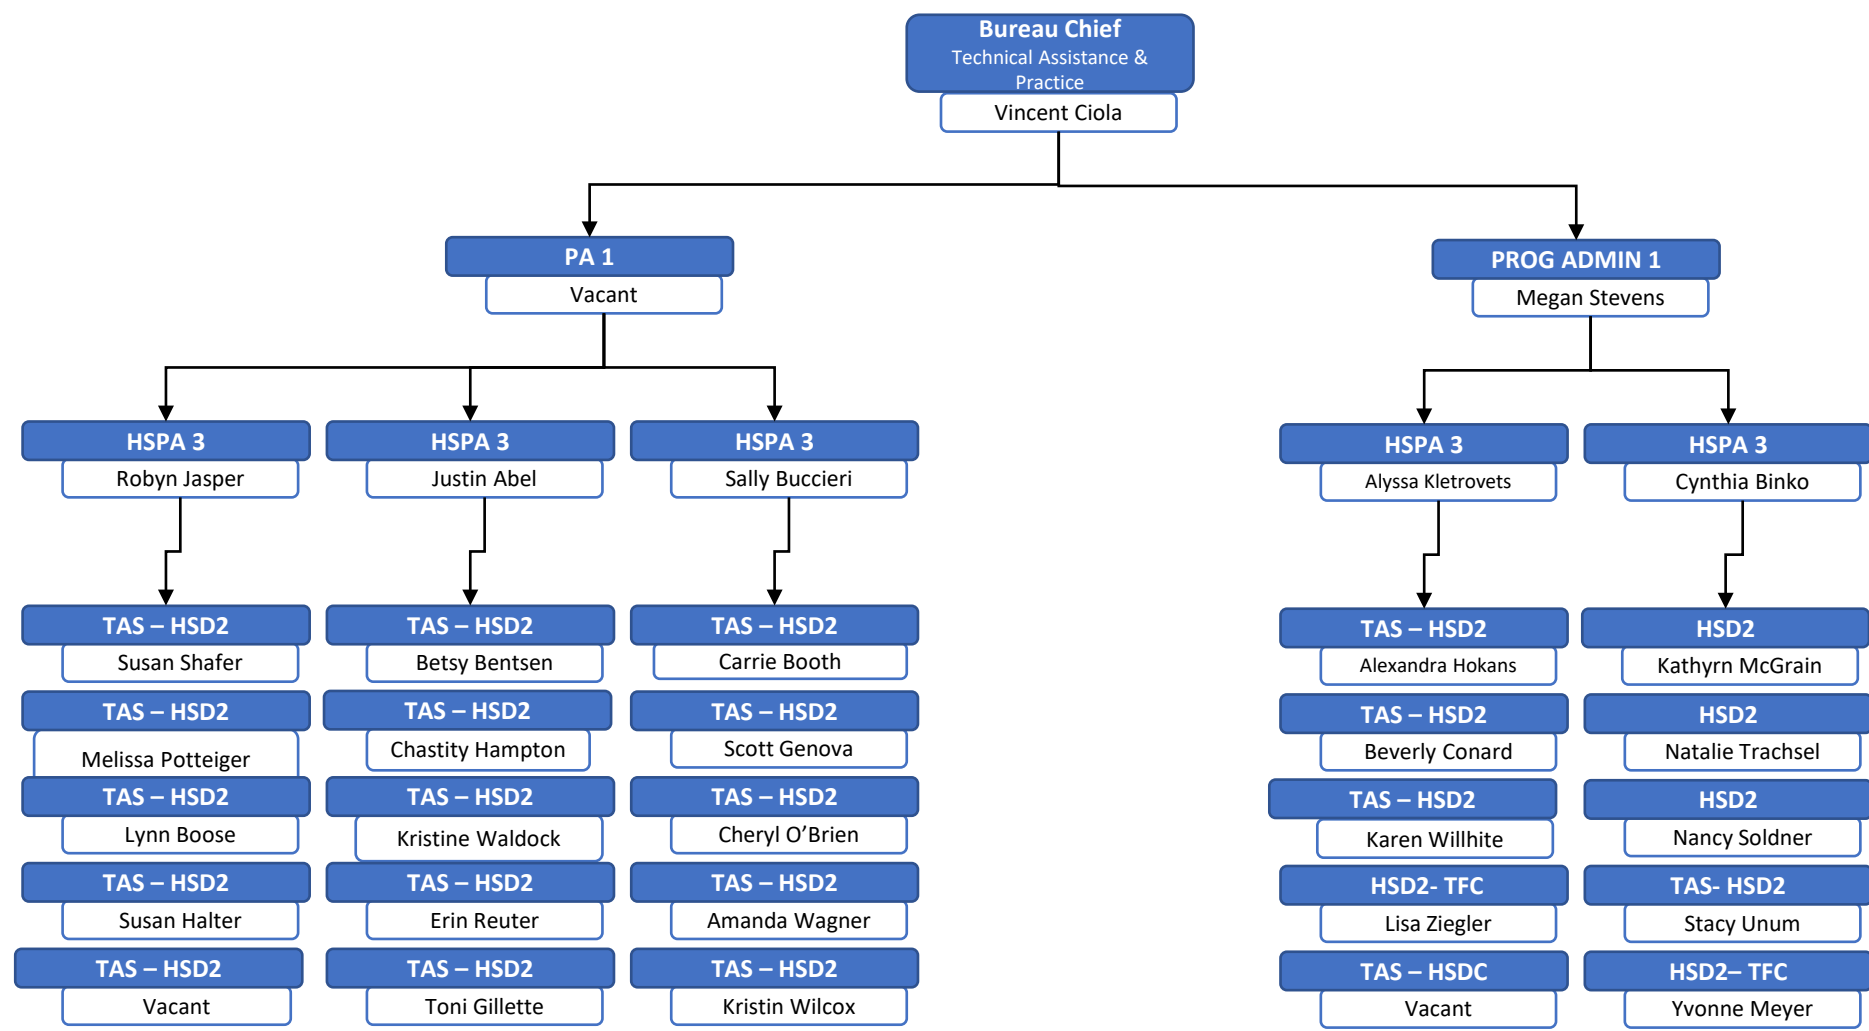 Bureau Chief
Technical Assistance &
Practice
Vincent Ciola
PA 1
Vacant
PROG ADMIN 1
Megan Stevens
HSPA 3
Robyn Jasper
HSPA 3
Justin Abel
HSPA 3
Sally Buccieri
HSPA 3
Alyssa Kletrovets
HSPA 3
Cynthia Binko
TAS – HSD2
Susan Shafer
TAS – HSD2
Melissa Potteiger
TAS – HSD2
Lynn Boose
TAS – HSD2
Susan Halter
TAS – HSD2
Vacant
TAS – HSD2
Betsy Bentsen
TAS – HSD2
Chastity Hampton
TAS – HSD2
Kristine Waldock
TAS – HSD2
Erin Reuter
TAS – HSD2
Toni Gillette
TAS – HSD2
Carrie Booth
TAS – HSD2
Scott Genova
TAS – HSD2
Cheryl O’Brien
TAS – HSD2
Amanda Wagner
TAS – HSD2
Kristin Wilcox
TAS – HSD2
Alexandra Hokans
TAS – HSD2
Beverly Conard
TAS – HSD2
Karen Willhite
HSD2- TFC
Lisa Ziegler
TAS – HSDC
Vacant
HSD2
Kathyrn McGrain
HSD2
Natalie Trachsel
HSD2
Nancy Soldner
TAS- HSD2
Stacy Unum
HSD2– TFC
Yvonne Meyer